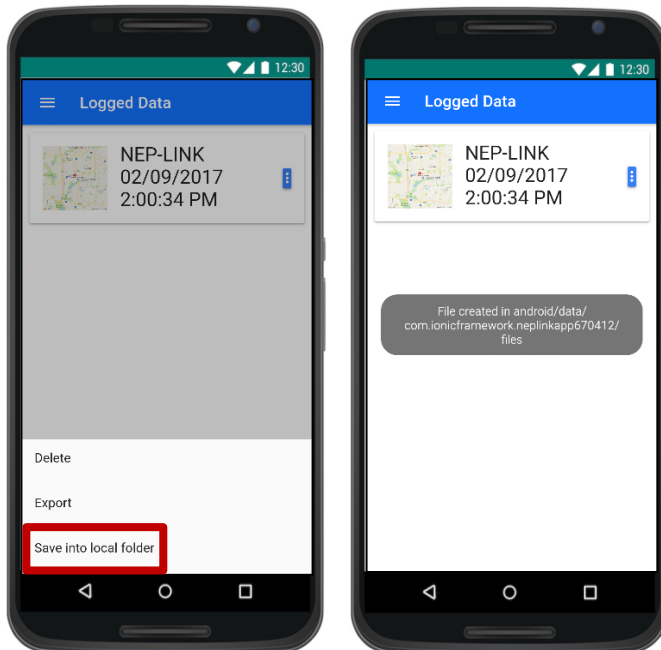 12:30
Logged Data
NEP-LINK
02/09/2017
2:00:34 PM
Delete
Export
Save into local folder
12:30
Logged Data
NEP-LINK
02/09/2017
2:00:34 PM
File created in android/data/
com.ionicframework.neplinkapp670412/
files